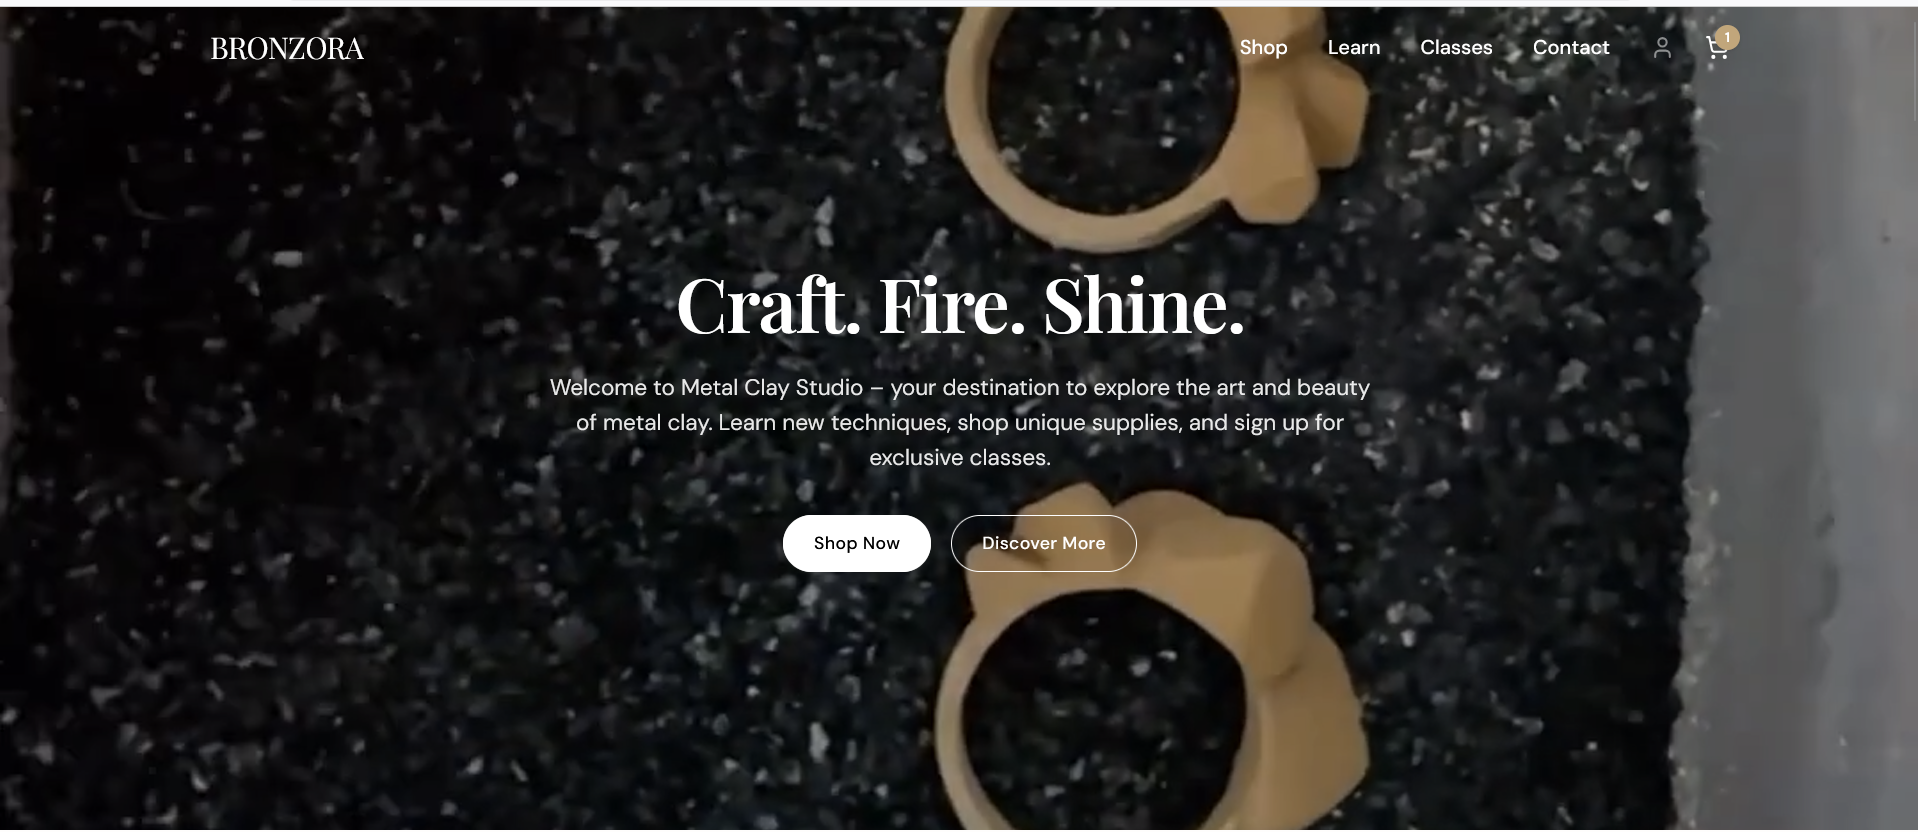 BRONZORA
Shop Learn Classes Contact 1
Craft. Fire. Shine.
Welcome to Metal Clay Studio – your destination to explore the art and beauty
of metal clay. Learn new techniques, shop unique supplies, and sign up for
exclusive classes.
Shop Now Discover More